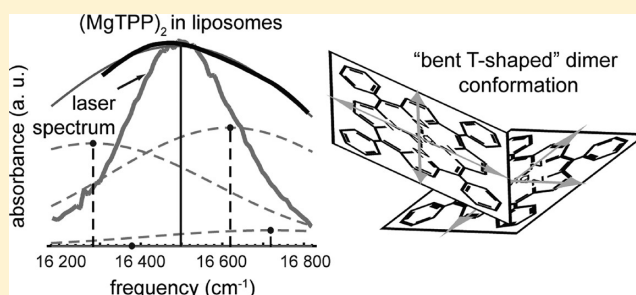 (MgTPP)2 in liposomes
laser
spectrum
absorbance (a. u.)
16 200 16 400 16 600 16 800
frequency (cm-1)
"bent T-shaped" dimer
conformation